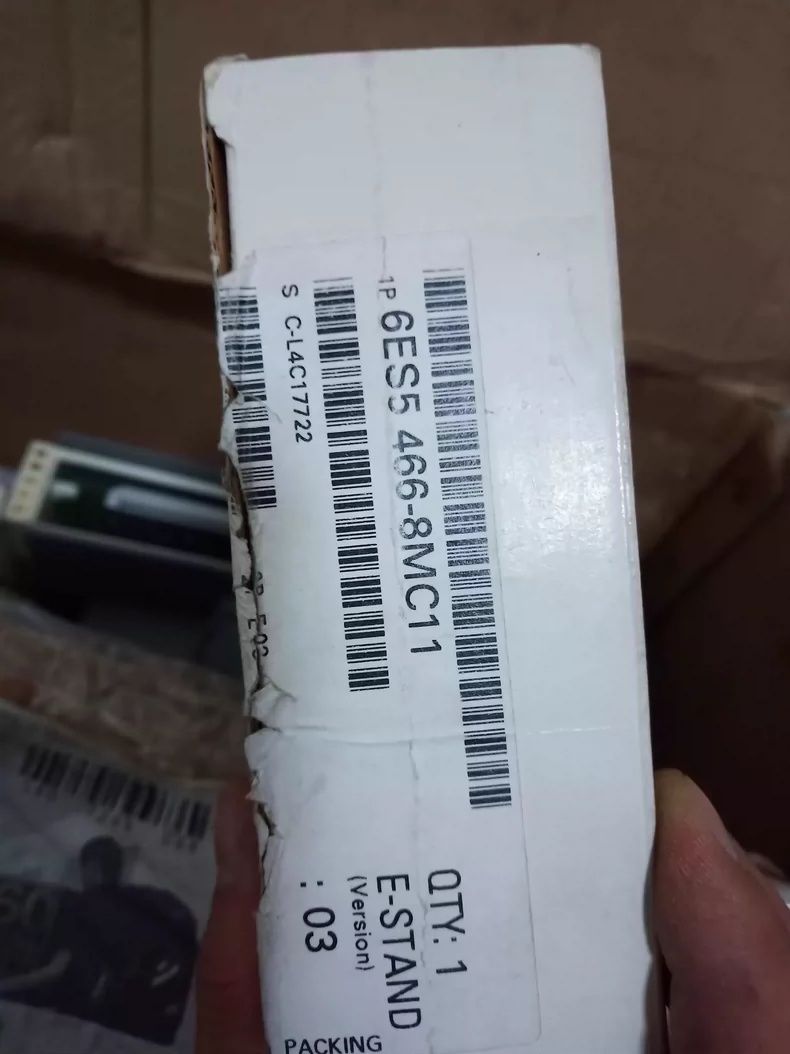 1P 6ES5 466-8MC11
S C-L4C17722
QTY: 1
E-STAND
(Version)
: 03
PACKING